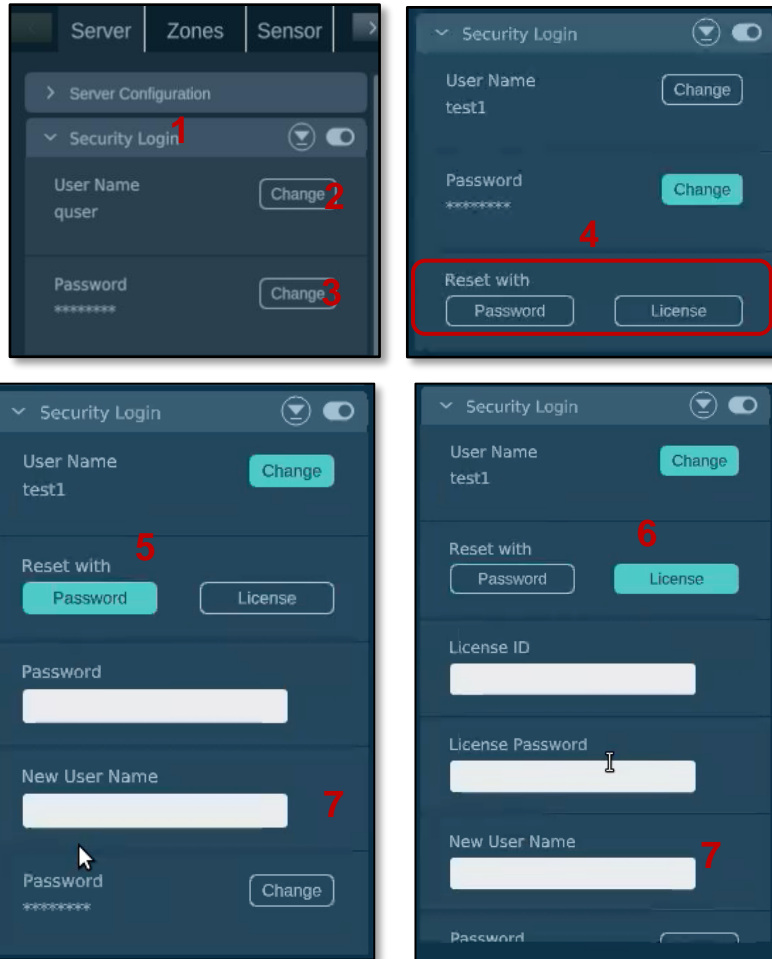 Server Zones Sensor
Server Configuration
Security Login
1
User Name
quser
Change
2
Password
********
Change
3
Security Login
User Name
test1
Change
Password
********
Change
4
Reset with
Password License
Security Login
User Name
test1
Change
5
Reset with
Password License
Password
New User Name
7
Password
********
Change
Security Login
User Name
test1
Change
6
Reset with
Password License
License ID
License Password
New User Name
7
Password